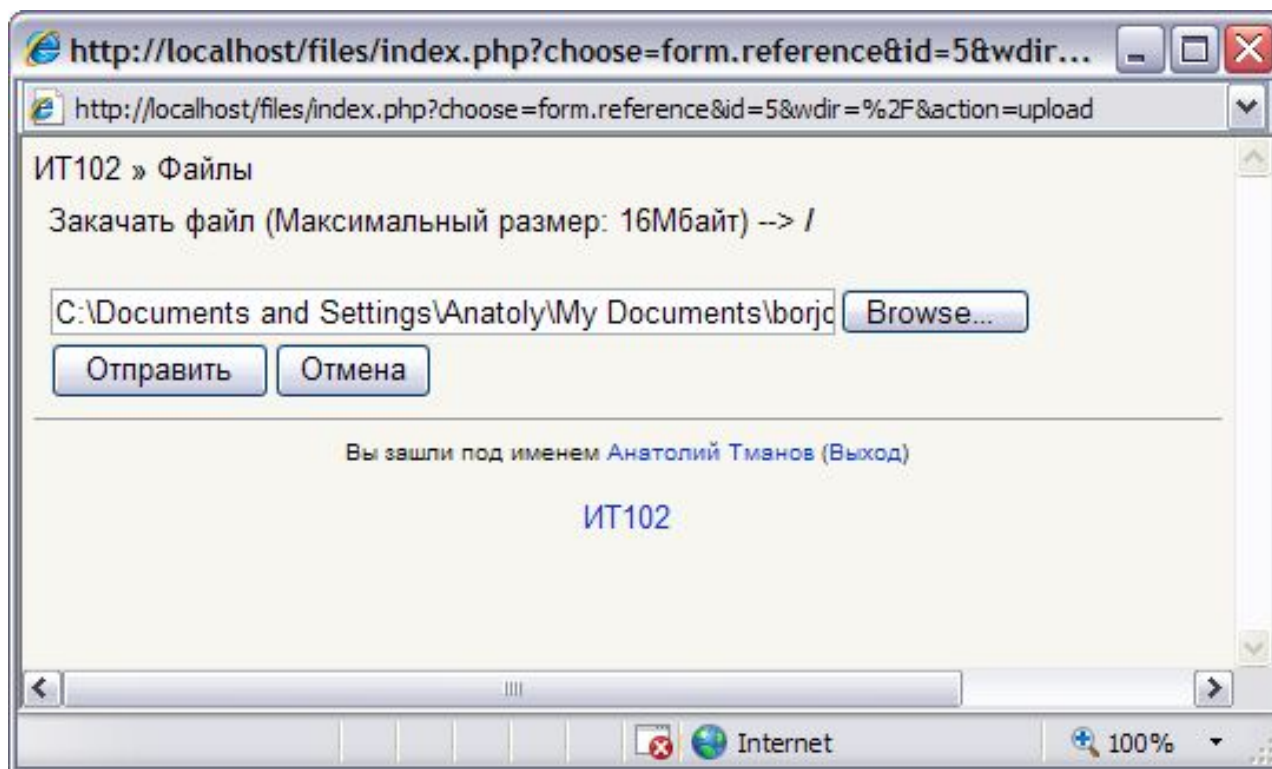 http://localhost/files/index.php?choose=form.reference&id=5&wdir...
http://localhost/files/index.php?choose=form.reference&id=5&wdir=%2F&action=upload
ИТ102 » Файлы
Закачать файл (Максимальный размер: 16Мбайт) --> /
C:\Documents and Settings\Anatoly\My Documents\borjc Browse...
Отправить Отмена
Вы зашли под именем Анатолий Тманов (Выход)
ИТ102
Internet 100%